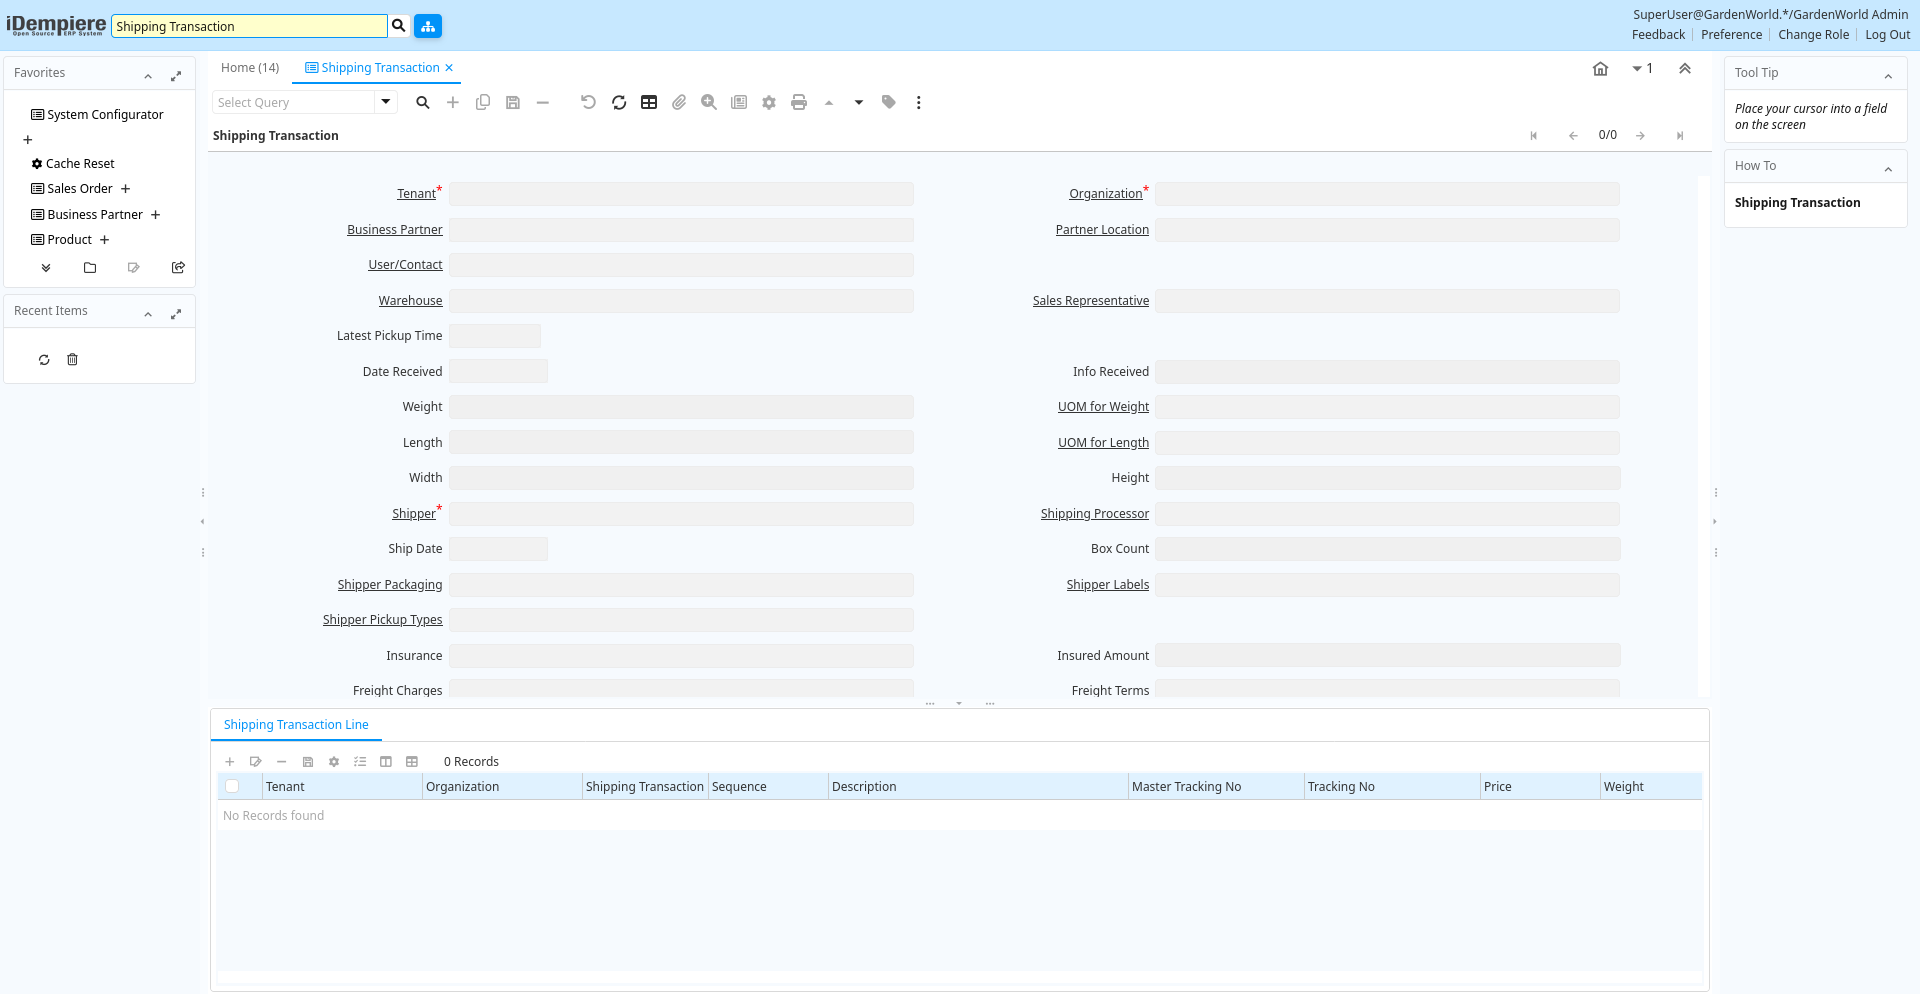 iDempiere
Open Source ERP System
Shipping Transaction
SuperUser@GardenWorld.*/GardenWorld Admin
Feedback
Preference
Change Role
Log Out
Favorites
System Configurator
Cache Reset
Sales Order
Business Partner
Product
Recent Items
Home (14)
Shipping Transaction
1
Select Query
Shipping Transaction
0/0
Tenant*
Organization*
Business Partner
Partner Location
User/Contact
Warehouse
Sales Representative
Latest Pickup Time
Date Received
Info Received
Weight
UOM for Weight
Length
UOM for Length
Width
Height
Shipper*
Shipping Processor
Ship Date
Box Count
Shipper Packaging
Shipper Labels
Shipper Pickup Types
Insurance
Insured Amount
Freight Charges
Freight Terms
Shipping Transaction Line
0 Records
Tenant
Organization
Shipping Transaction
Sequence
Description
Master Tracking No
Tracking No
Price
Weight
No Records found
Tool Tip
Place your cursor into a field
on the screen
How To
Shipping Transaction